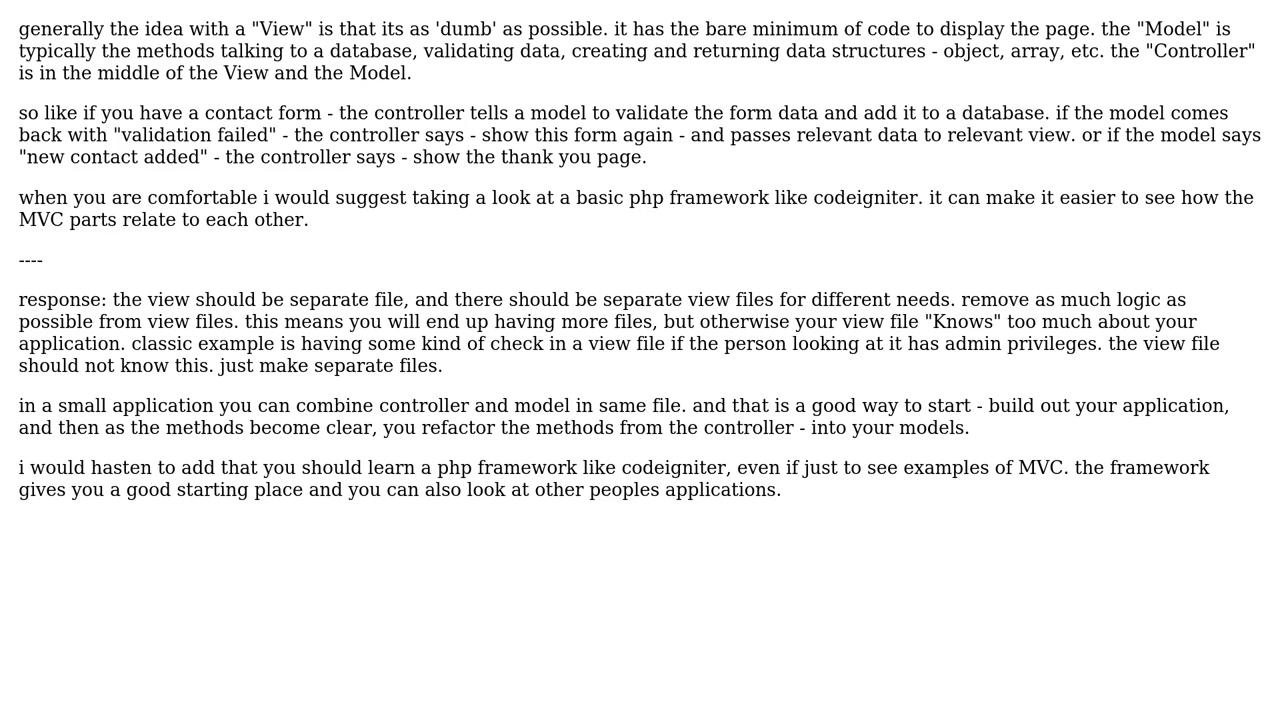 generally the idea with a "View" is that its as 'dumb' as possible. it has the bare minimum of code to display the page. the "Model" is
typically the methods talking to a database, validating data, creating and returning data structures - object, array, etc. the "Controller"
is in the middle of the View and the Model.
so like if you have a contact form - the controller tells a model to validate the form data and add it to a database. if the model comes
back with "validation failed" - the controller says - show this form again - and passes relevant data to relevant view. or if the model says
"new contact added" - the controller says - show the thank you page.
when you are comfortable i would suggest taking a look at a basic php framework like codeigniter. it can make it easier to see how the
MVC parts relate to each other.
----
response: the view should be separate file, and there should be separate view files for different needs. remove as much logic as
possible from view files. this means you will end up having more files, but otherwise your view file "Knows" too much about your
application. classic example is having some kind of check in a view file if the person looking at it has admin privileges. the view file
should not know this. just make separate files.
in a small application you can combine controller and model in same file. and that is a good way to start - build out your application,
and then as the methods become clear, you refactor the methods from the controller - into your models.
i would hasten to add that you should learn a php framework like codeigniter, even if just to see examples of MVC. the framework
gives you a good starting place and you can also look at other peoples applications.